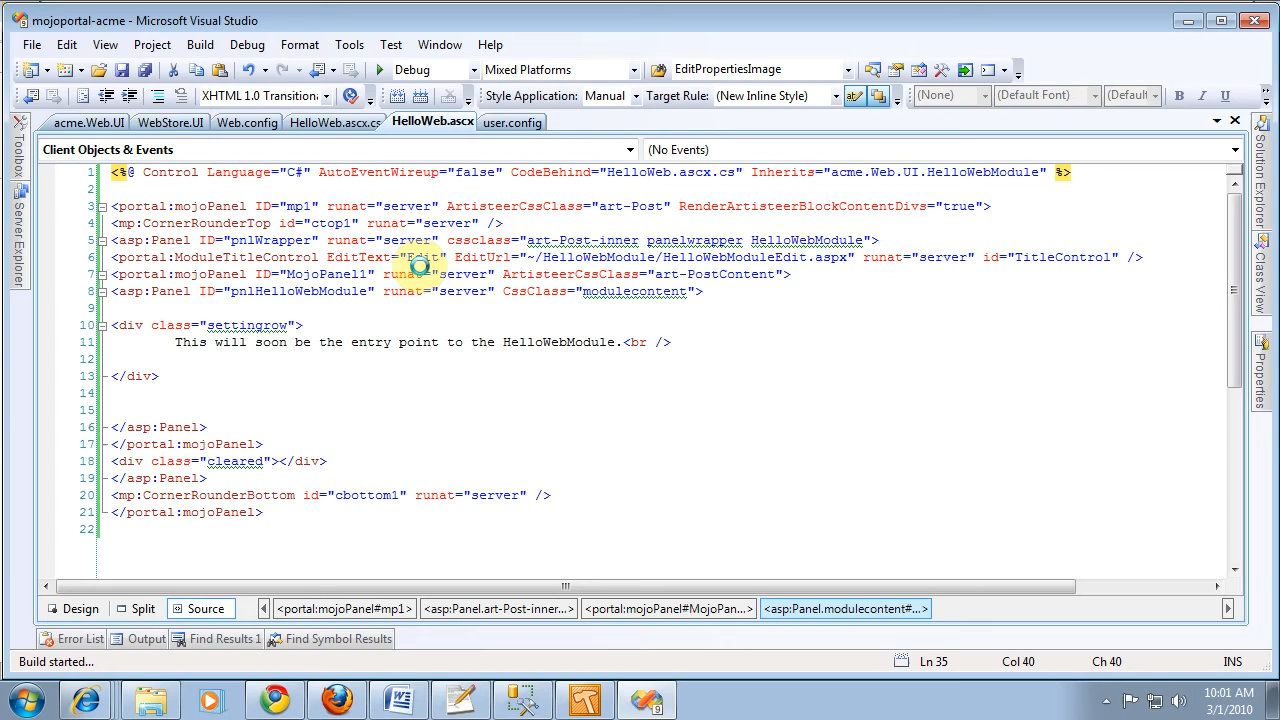 mojoportal-acme - Microsoft Visual Studio
File Edit View Project Build Debug Format Tools Test Window Help
Debug Mixed Platforms EditPropertiesImage
XHTML 1.0 Transition Style Application: Manual Target Rule: (New Inline Style) (None) (Default Font) (Default B I U
acme.Web.UI WebStore.UI Web.config HelloWeb.ascx.cs HelloWeb.ascx user.config
Client Objects & Events (No Events)
Toolbox
Server Explorer
1 <%@ Control Language="C#" AutoEventWireup="false" CodeBehind="HelloWeb.ascx.cs" Inherits="acme.Web.UI.HelloWebModule" %>
2
3 <portal:mojoPanel ID="mp1" runat="server" ArtisteerCssClass="art-Post" RenderArtisteerBlockContentDivs="true">
4 <mp:CornerRounderTop id="ctop1" runat="server" />
5 <asp:Panel ID="pnlWrapper" runat="server" cssclass="art-Post-inner panelwrapper HelloWebModule">
6 <portal:ModuleTitleControl EditText="Edit" EditUrl="~/HelloWebModule/HelloWebModuleEdit.aspx" runat="server" id="TitleControl" />
7 <portal:mojoPanel ID="MojoPanel1" runat="server" ArtisteerCssClass="art-PostContent">
8 <asp:Panel ID="pnlHelloWebModule" runat="server" CssClass="modulecontent">
9
10 <div class="settingrow">
11 This will soon be the entry point to the HelloWebModule.<br />
12
13 </div>
14
15
16 </asp:Panel>
17 </portal:mojoPanel>
18 <div class="cleared"></div>
19 </asp:Panel>
20 <mp:CornerRounderBottom id="cbottom1" runat="server" />
21 </portal:mojoPanel>
22
Solution Explorer
Class View
Properties
Design Split Source <portal:mojoPanel#mp1> <asp:Panel.art-Post-inner...> <portal:mojoPanel#MojoPan...> <asp:Panel.modulecontent#...>
Error List Output Find Results 1 Find Symbol Results
Build started... Ln 35 Col 40 Ch 40 INS
10:01 AM
3/1/2010